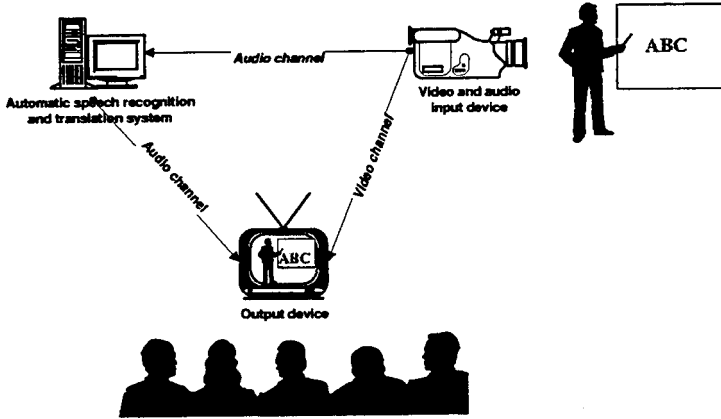 ABC
Audio channel
Video and audio
input device
Automatic speech recognition
and translation system
Audio channel
Video channel
ABC
Output device